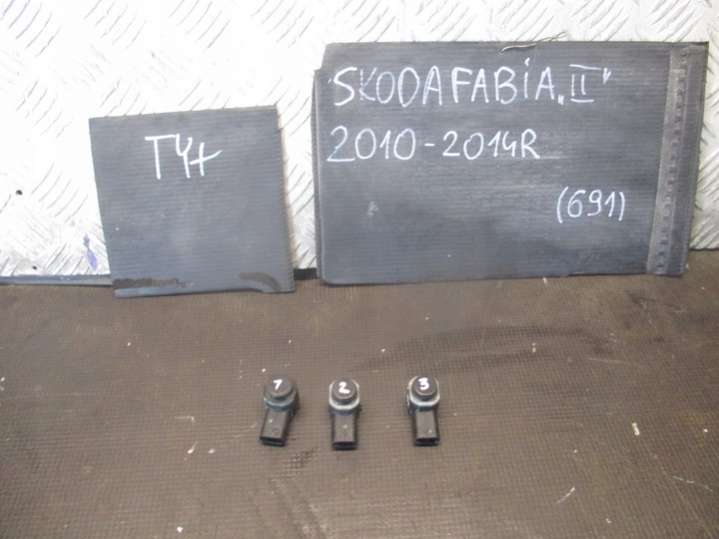 TYŁ
SKODA FABIA „II"
2010-2014R
(691)
1
2
3